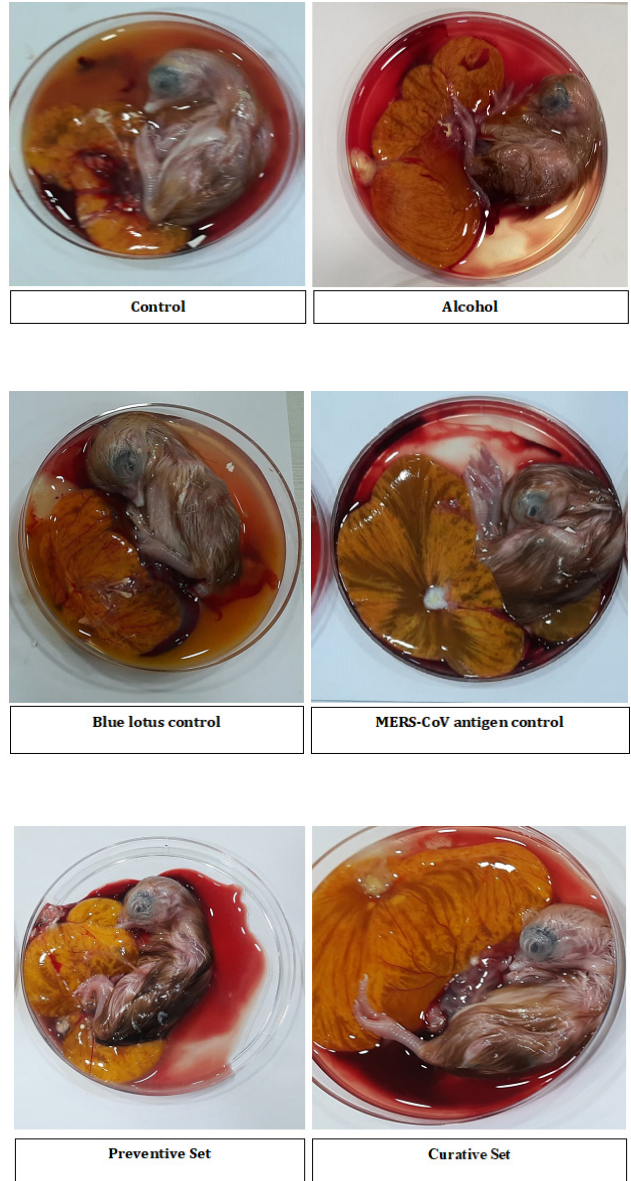 Control
Alcohol
Blue lotus control
MERS-CoV antigen control
Preventive Set
Curative Set